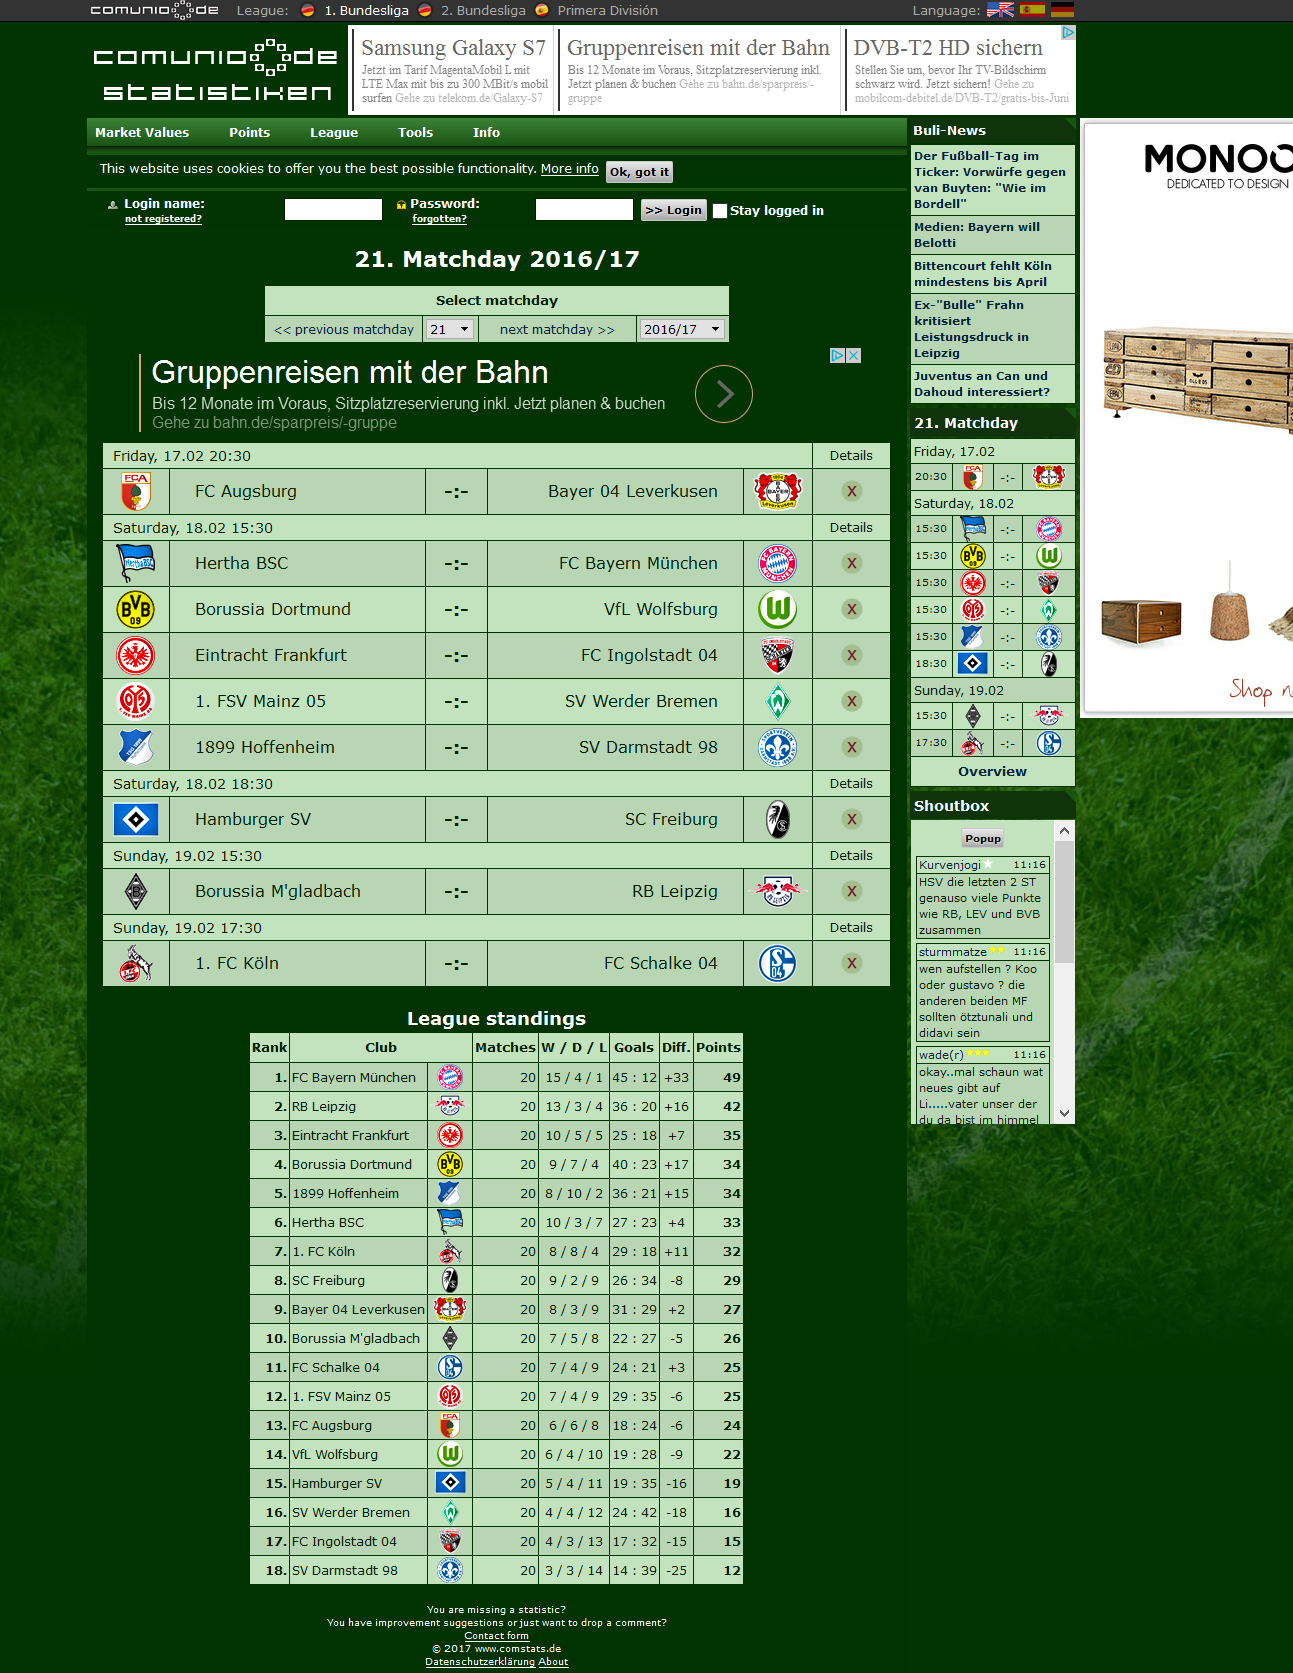 comunio de League: 1. Bundesliga 2. Bundesliga Primera División Language:
comunio de
statistiken
Samsung Galaxy S7
Jetzt im Tarif MagentaMobil L mit
LTE Max mit bis zu 300 MBit/s mobil
surfen Gehe zu telekom.de/Galaxy-S7
Gruppenreisen mit der Bahn
Bis 12 Monate im Voraus, Sitzplatzreservierung inkl.
Jetzt planen & buchen Gehe zu bahn.de/sparpreis/-
gruppe
DVB-T2 HD sichern
Stellen Sie um, bevor Ihr TV-Bildschirm
schwarz wird. Jetzt sichern! Gehe zu
mobilcom-debitel.de/DVB-T2/gratis-bis-Juni
Market Values Points League Tools Info
This website uses cookies to offer you the best possible functionality. More info Ok, got it
Login name: Password: >> Login Stay logged in
not registered? forgotten?
21. Matchday 2016/17
Select matchday
<< previous matchday 21 next matchday >> 2016/17
Gruppenreisen mit der Bahn
Bis 12 Monate im Voraus, Sitzplatzreservierung inkl. Jetzt planen & buchen
Gehe zu bahn.de/sparpreis/-gruppe
Friday, 17.02 20:30 Details
FC Augsburg -:- Bayer 04 Leverkusen X
Saturday, 18.02 15:30 Details
Hertha BSC -:- FC Bayern München X
Borussia Dortmund -:- VfL Wolfsburg X
Eintracht Frankfurt -:- FC Ingolstadt 04 X
1. FSV Mainz 05 -:- SV Werder Bremen X
1899 Hoffenheim -:- SV Darmstadt 98 X
Saturday, 18.02 18:30 Details
Hamburger SV -:- SC Freiburg X
Sunday, 19.02 15:30 Details
Borussia M'gladbach -:- RB Leipzig X
Sunday, 19.02 17:30 Details
1. FC Köln -:- FC Schalke 04 X
League standings
Rank Club Matches W / D / L Goals Diff. Points
1. FC Bayern München 20 15 / 4 / 1 45 : 12 +33 49
2. RB Leipzig 20 13 / 3 / 4 36 : 20 +16 42
3. Eintracht Frankfurt 20 10 / 5 / 5 25 : 18 +7 35
4. Borussia Dortmund 20 9 / 7 / 4 40 : 23 +17 34
5. 1899 Hoffenheim 20 8 / 10 / 2 36 : 21 +15 34
6. Hertha BSC 20 10 / 3 / 7 27 : 23 +4 33
7. 1. FC Köln 20 8 / 8 / 4 29 : 18 +11 32
8. SC Freiburg 20 9 / 2 / 9 26 : 34 -8 29
9. Bayer 04 Leverkusen 20 8 / 3 / 9 31 : 29 +2 27
10. Borussia M'gladbach 20 7 / 5 / 8 22 : 27 -5 26
11. FC Schalke 04 20 7 / 4 / 9 24 : 21 +3 25
12. 1. FSV Mainz 05 20 7 / 4 / 9 29 : 35 -6 25
13. FC Augsburg 20 6 / 6 / 8 18 : 24 -6 24
14. VfL Wolfsburg 20 6 / 4 / 10 19 : 28 -9 22
15. Hamburger SV 20 5 / 4 / 11 19 : 35 -16 19
16. SV Werder Bremen 20 4 / 4 / 12 24 : 42 -18 16
17. FC Ingolstadt 04 20 4 / 3 / 13 17 : 32 -15 15
18. SV Darmstadt 98 20 3 / 3 / 14 14 : 39 -25 12
You are missing a statistic?
You have improvement suggestions or just want to drop a comment?
Contact form
© 2017 www.comstats.de
Datenschutzerklärung About
Buli-News
Der Fußball-Tag im
Ticker: Vorwürfe gegen
van Buyten: "Wie im
Bordell"
Medien: Bayern will
Belotti
Bittencourt fehlt Köln
mindestens bis April
Ex-"Bulle" Frahn
kritisiert
Leistungsdruck in
Leipzig
Juventus an Can und
Dahoud interessiert?
21. Matchday
Friday, 17.02
20:30 -:-
Saturday, 18.02
15:30 -:-
15:30 -:-
15:30 -:-
15:30 -:-
15:30 -:-
18:30 -:-
Sunday, 19.02
15:30 -:-
17:30 -:-
Overview
Shoutbox
Popup
Kurvenjogi 11:16
HSV die letzten 2 ST
genauso viele Punkte
wie RB, LEV und BVB
zusammen
sturmmatze 11:16
wen aufstellen ? Koo
oder gustavo ? die
anderen beiden MF
sollten ötztunali und
didavi sein
wade(r) 11:16
okay..mal schaun wat
neues gibt auf
Li.....vater unser der
du da bist im himmel
MONOO
DEDICATED TO DESIGN
Shop